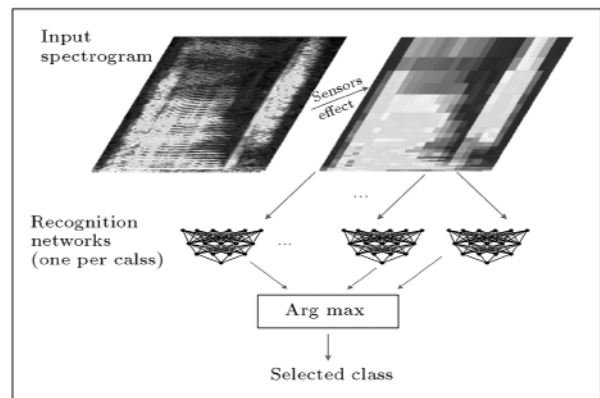 Input
spectrogram
Sensors
effect
...
Recognition
networks
(one per calss)
...
Arg max
Selected class